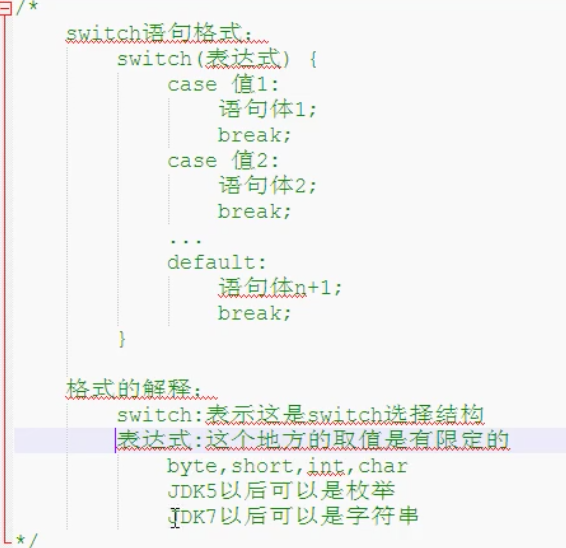 /*
switch语句格式:
switch(表达式) {
case 值1:
语句体1;
break;
case 值2:
语句体2;
break;
...
default:
语句体n+1;
break;
}
格式的解释:
switch:表示这是switch选择结构
表达式:这个地方的取值是有限定的
byte,short,int,char
JDK5以后可以是枚举
JDK7以后可以是字符串
*/